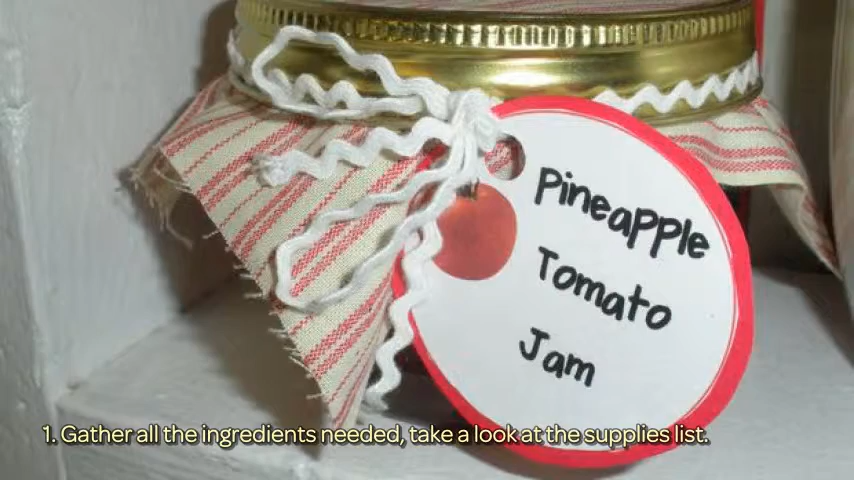 Pineapple
Tomato
Jam
1. Gather all the ingredients needed, take a look at the supplies list.